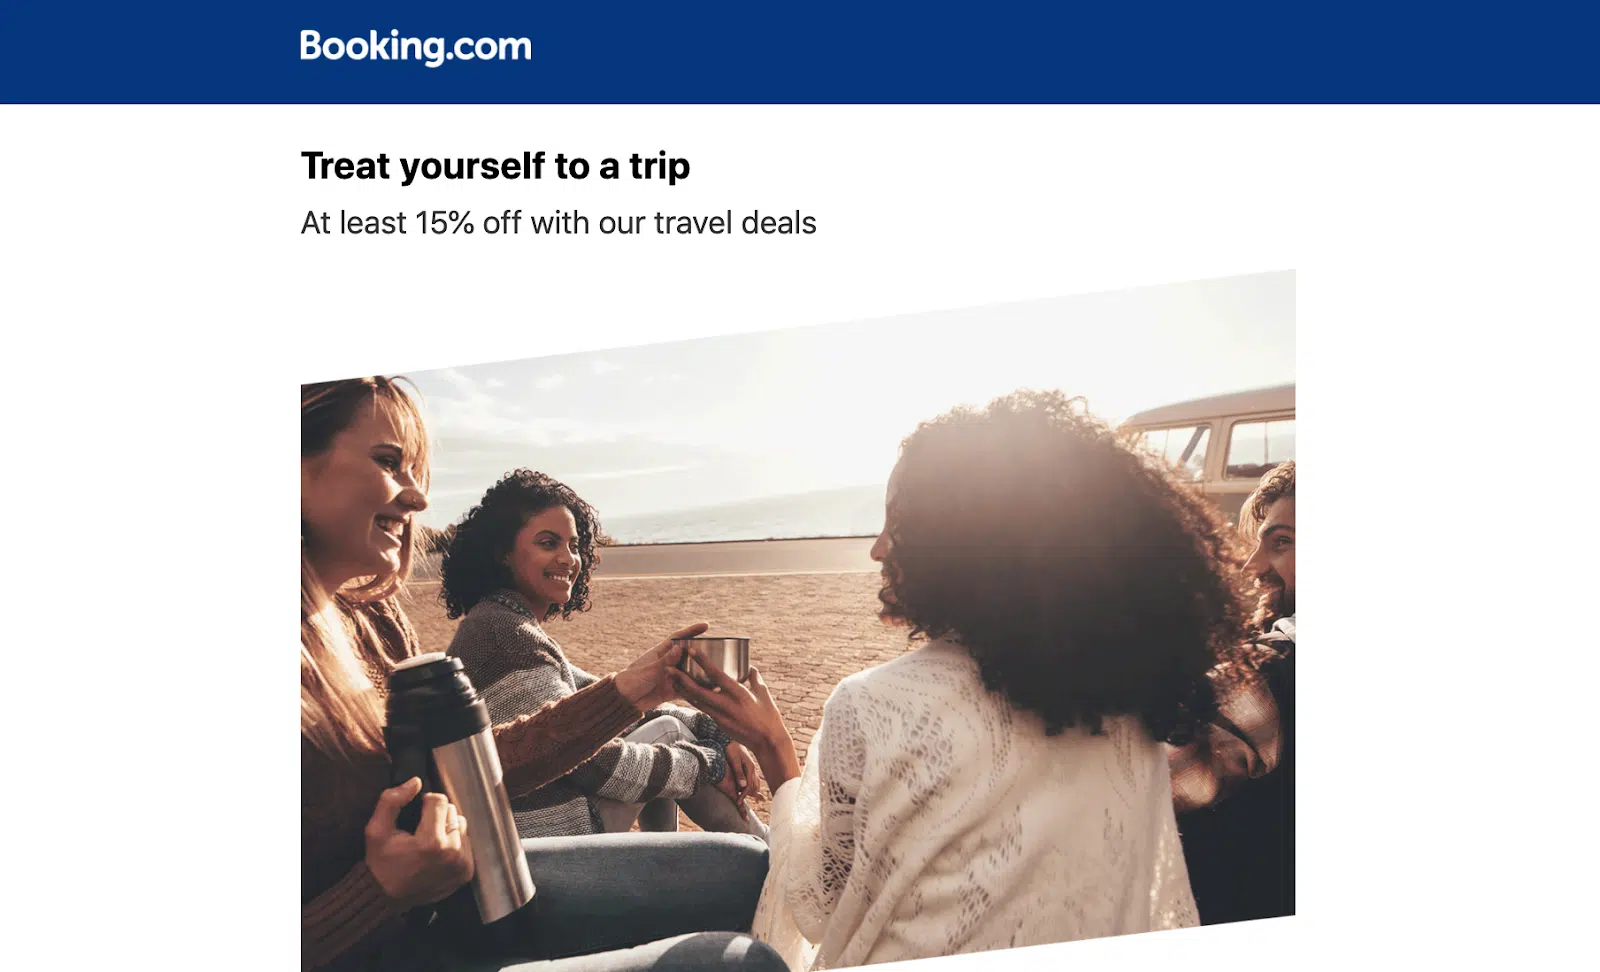 Booking.com
Treat yourself to a trip
At least 15% off with our travel deals